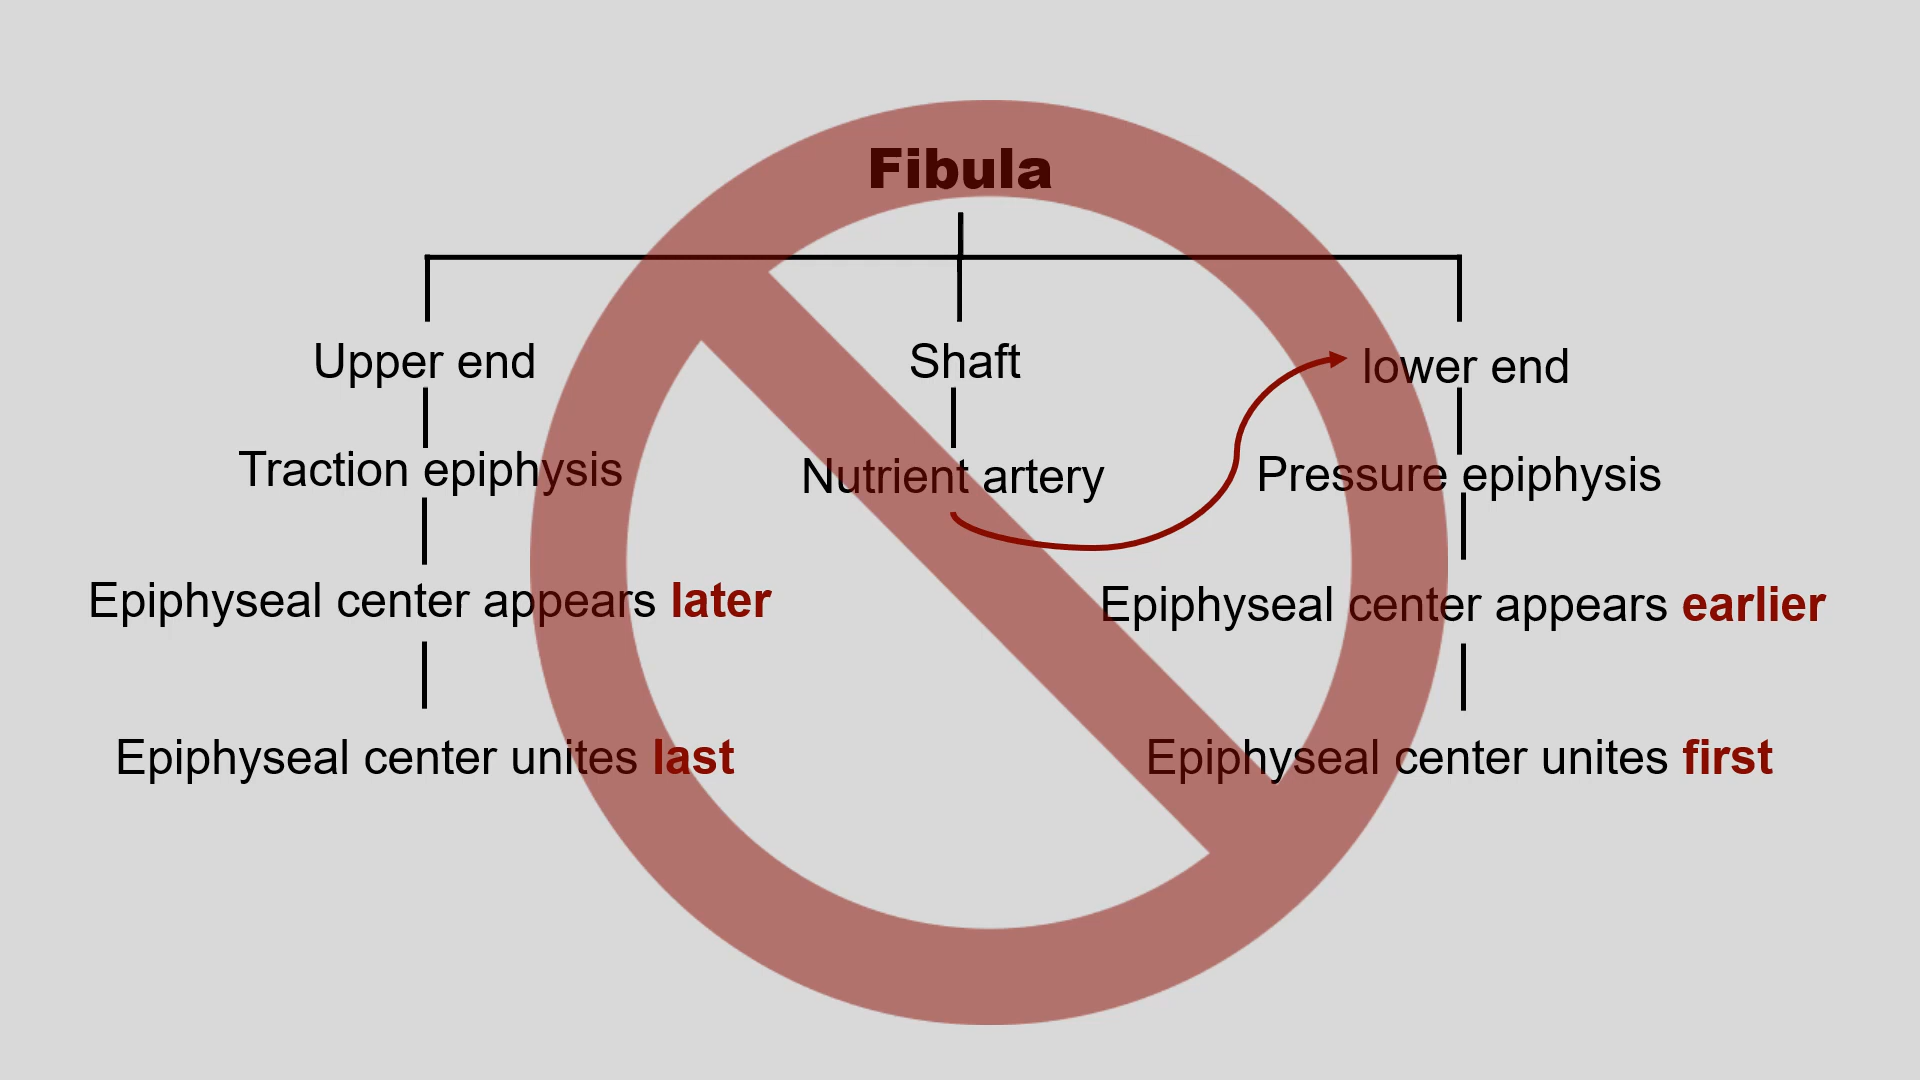 Fibula
Upper end
Shaft
lower end
Traction epiphysis
Nutrient artery
Pressure epiphysis
Epiphyseal center appears later
Epiphyseal center appears earlier
Epiphyseal center unites last
Epiphyseal center unites first